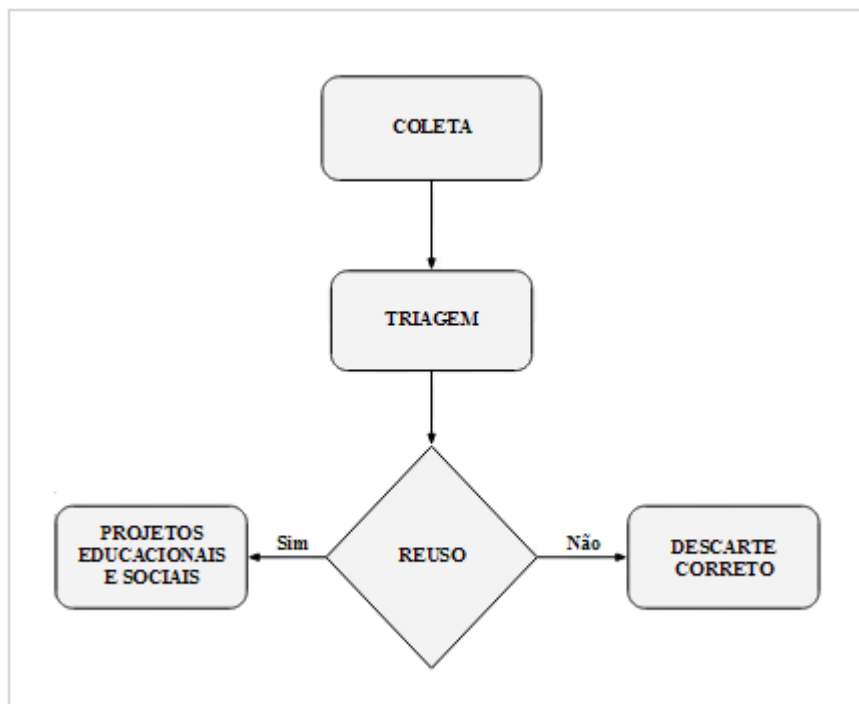 COLETA
TRIAGEM
REUSO
Sim
Não
PROJETOS
EDUCACIONAIS
E SOCIAIS
DESCARTE
CORRETO